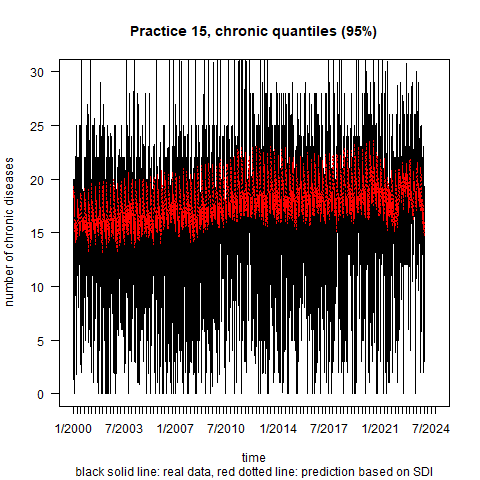 Practice 15, chronic quantiles (95%)
number of chronic diseases
30
25
20
15
10
5
0
1/2000 7/2003 1/2007 7/2010 1/2014 7/2017 1/2021 7/2024
time
black solid line: real data, red dotted line: prediction based on SDI